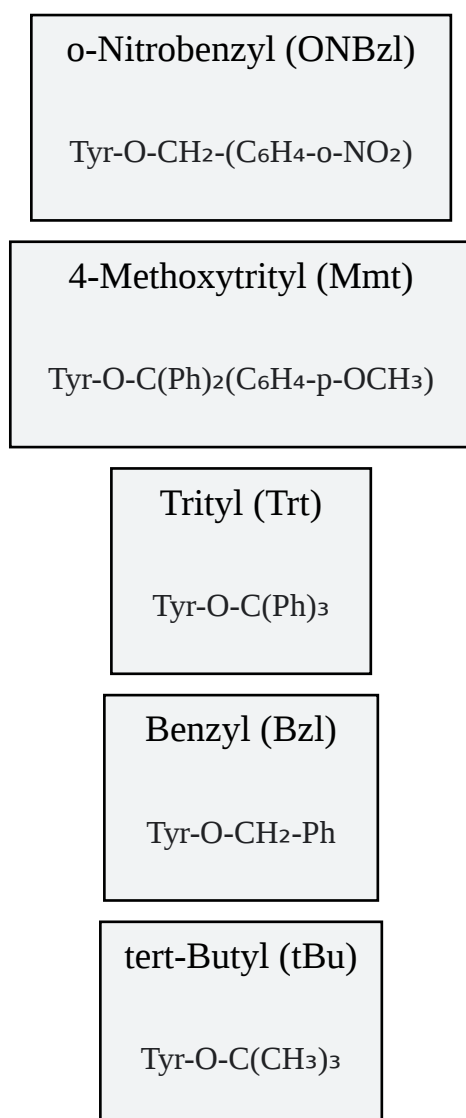 o-Nitrobenzyl (ONBzl)
Tyr-O-CH₂-(C₆H₄-o-NO₂)
4-Methoxytrityl (Mmt)
Tyr-O-C(Ph)₂(C₆H₄-p-OCH₃)
Trityl (Trt)
Tyr-O-C(Ph)₃
Benzyl (Bzl)
Tyr-O-CH₂-Ph
tert-Butyl (tBu)
Tyr-O-C(CH₃)₃